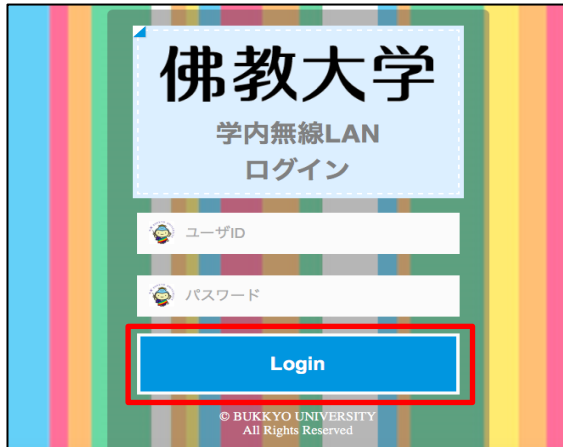 佛教大学
学内無線LAN
ログイン
ユーザID
パスワード
Login
© BUKKYO UNIVERSITY
All Rights Reserved